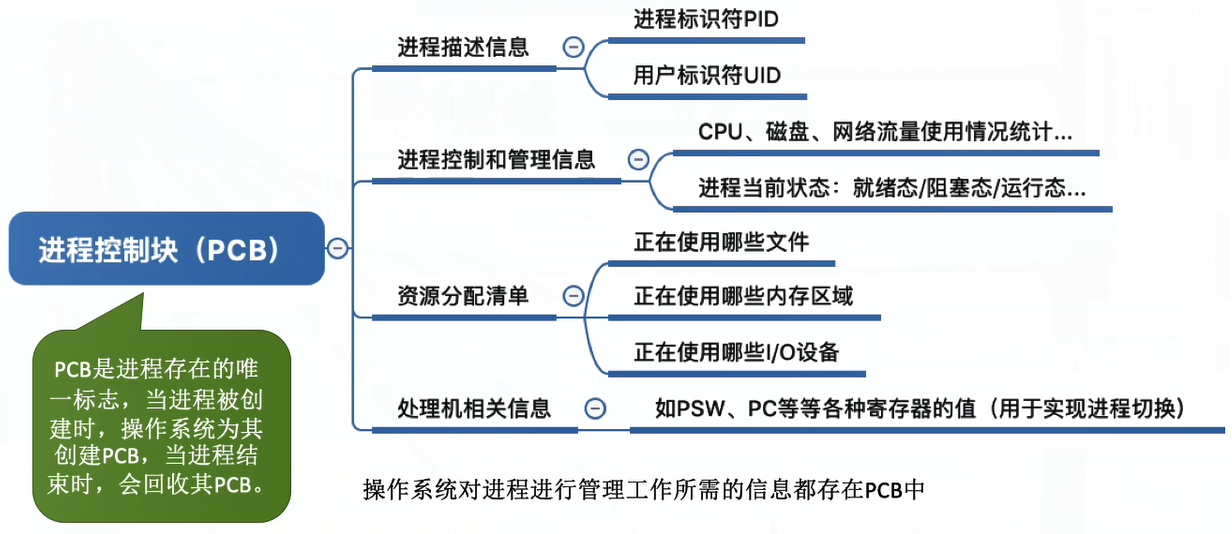 进程控制块（PCB）
进程描述信息
进程标识符PID
用户标识符UID
进程控制和管理信息
CPU、磁盘、网络流量使用情况统计...
进程当前状态：就绪态/阻塞态/运行态...
资源分配清单
正在使用哪些文件
正在使用哪些内存区域
正在使用哪些I/O设备
处理机相关信息
如PSW、PC等等各种寄存器的值（用于实现进程切换）
PCB是进程存在的唯
一标志，当进程被创
建时，操作系统为其
创建PCB，当进程结
束时，会回收其PCB。
操作系统对进程进行管理工作所需的信息都存在PCB中